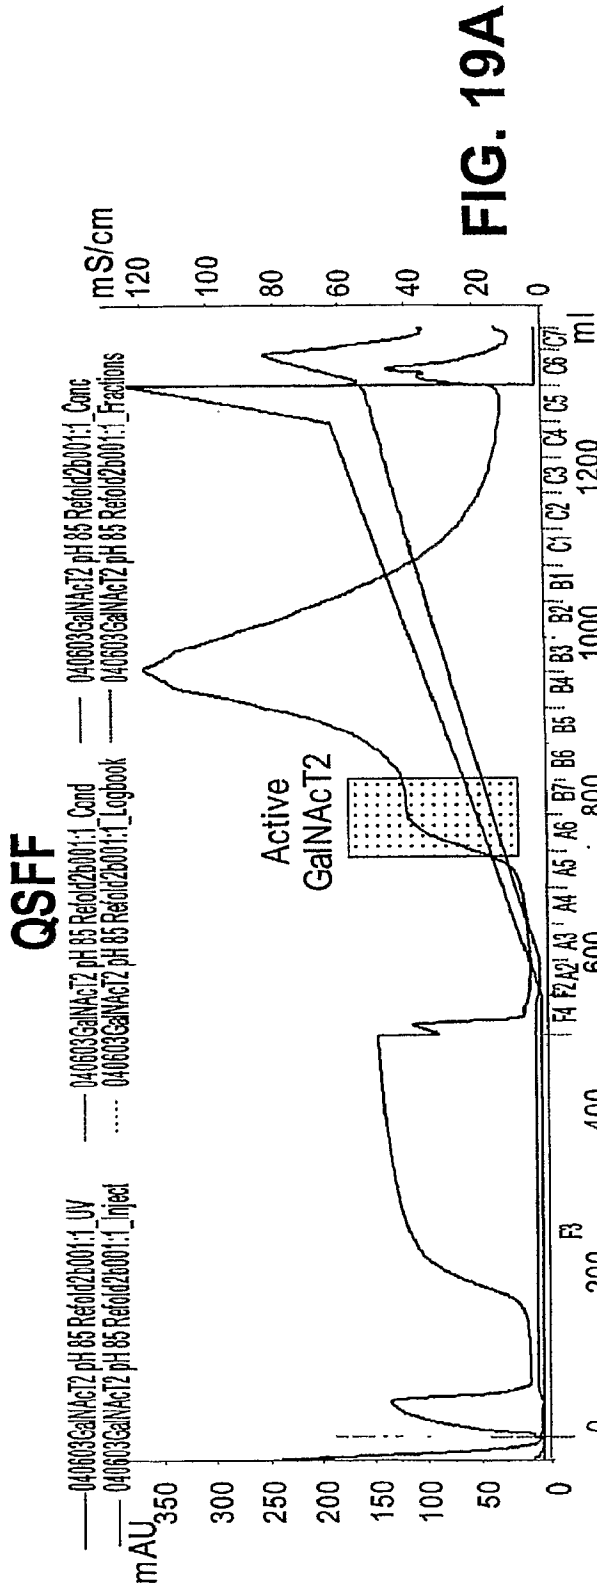 QSFF
040603GalNAcT2 pH 85 Refold2b001:1_UV
040603GalNAcT2 pH 85 Refold2b001:1_Cond
040603GalNAcT2 pH 85 Refold2b001:1_Conc
040603GalNAcT2 pH 85 Refold2b001:1_Inject
040603GalNAcT2 pH 85 Refold2b001:1_Logbook
040603GalNAcT2 pH 85 Refold2b001:1_Fractions
mAU
mS/cm
350
300
250
200
150
100
50
0
120
100
80
60
40
20
0
Active
GalNAcT2
F3 F4 F2 A2 A3 A4 A5 A6 B7 B6 B5 B4 B3 B2 B1 C1 C2 C3 C4 C5 C6 C7
0 200 400 600 800 1000 1200 ml
FIG. 19A